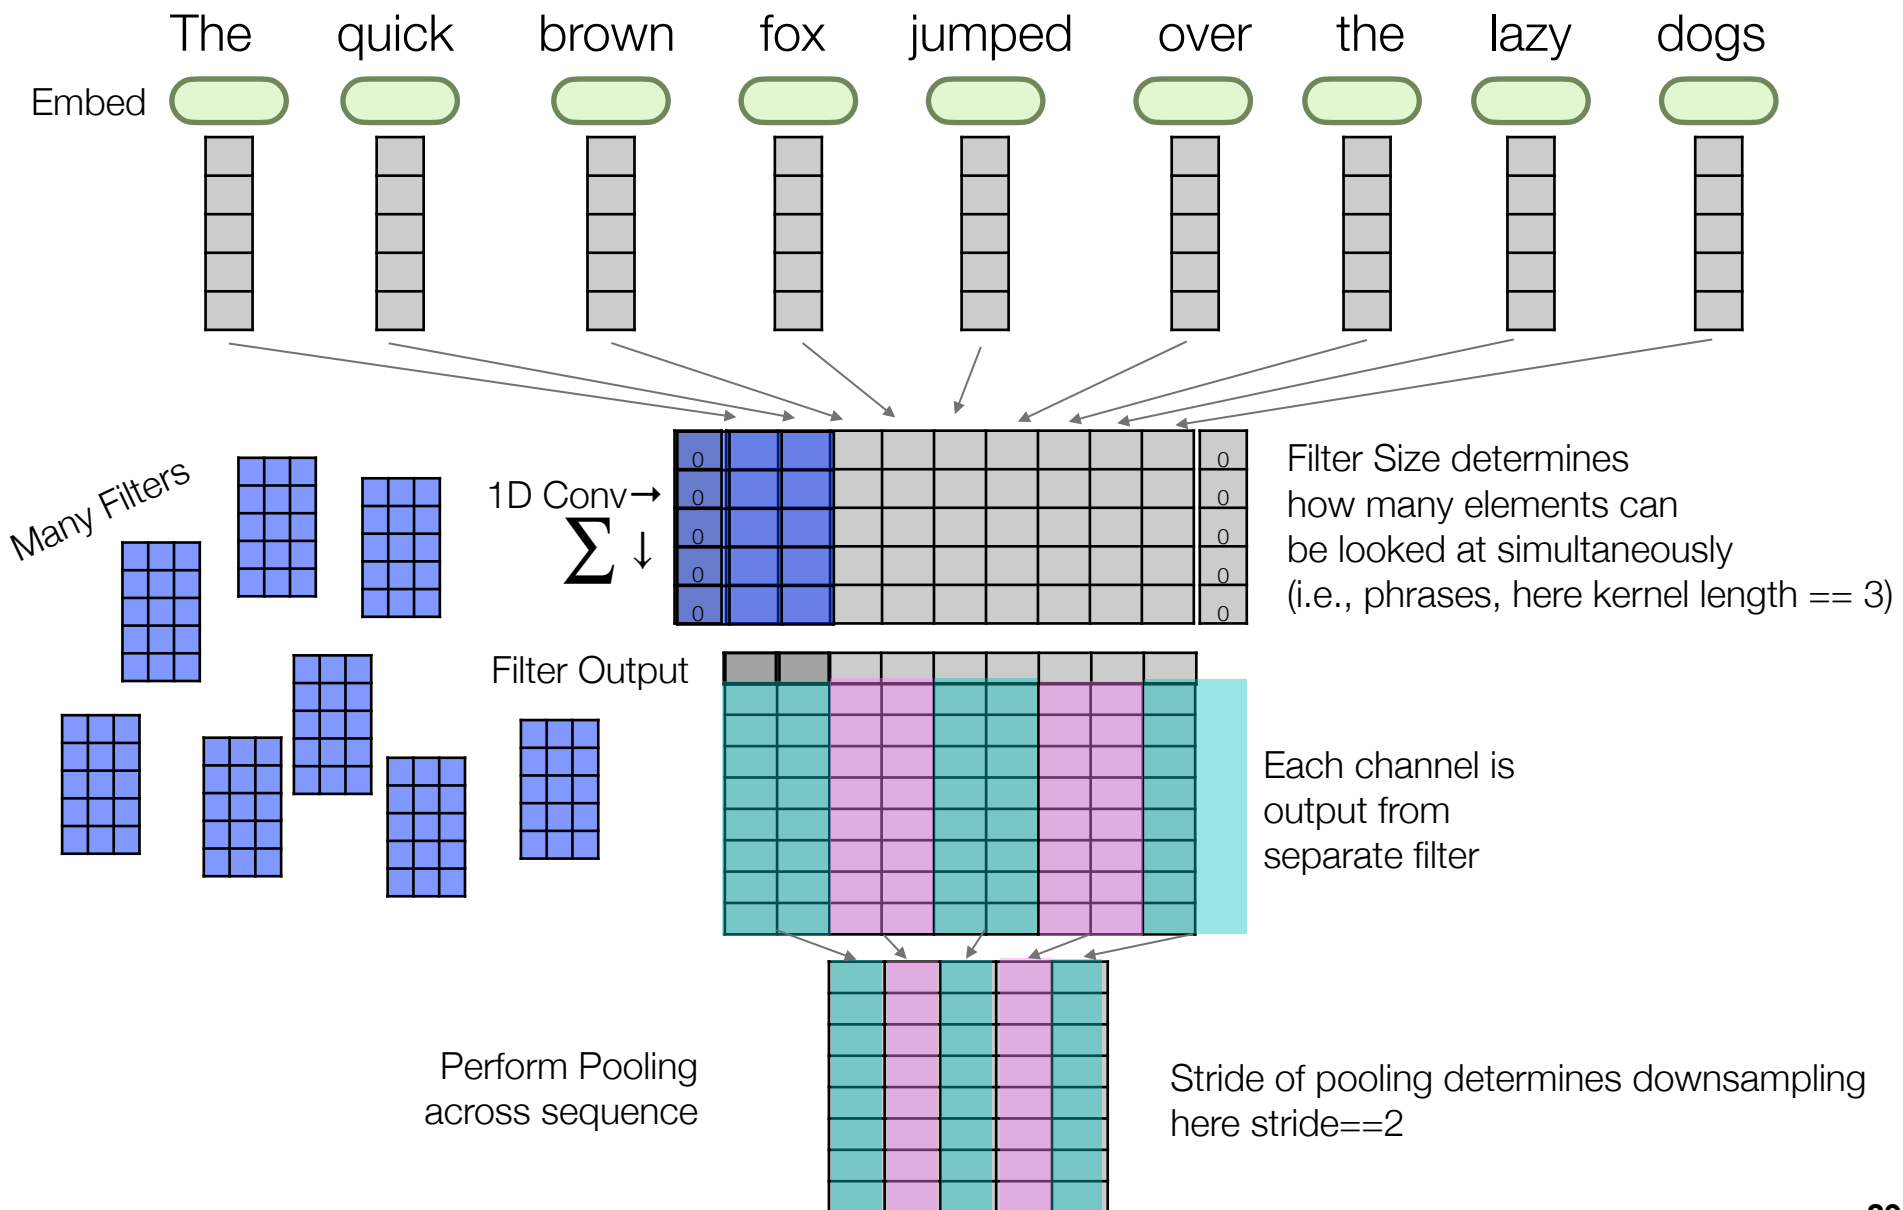 The quick brown fox jumped over the lazy dogs
Embed
Many Filters
1D Conv→
∑ ↓
0 0
0 0
0 0
0 0
0 0
Filter Size determines
how many elements can
be looked at simultaneously
(i.e., phrases, here kernel length == 3)
Filter Output
Each channel is
output from
separate filter
Perform Pooling
across sequence
Stride of pooling determines downsampling
here stride==2